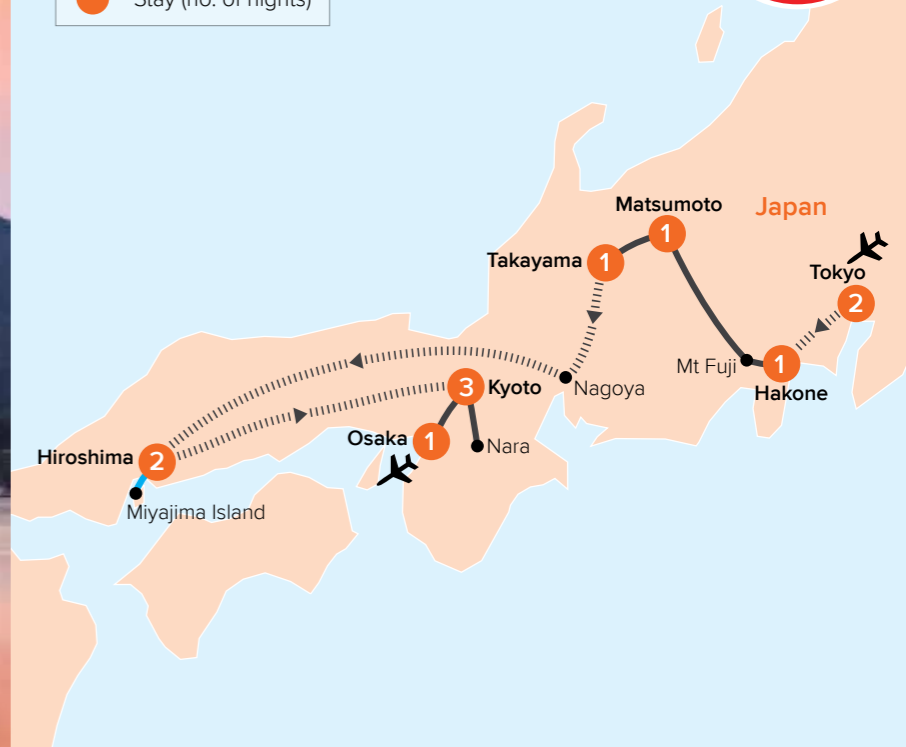 Stay (no. of nights)
Matsumoto
1
Japan
Takayama
1
Tokyo
2
Mt Fuji
1
Hakone
Nagoya
3
Kyoto
Osaka
1
Nara
Hiroshima
2
Miyajima Island